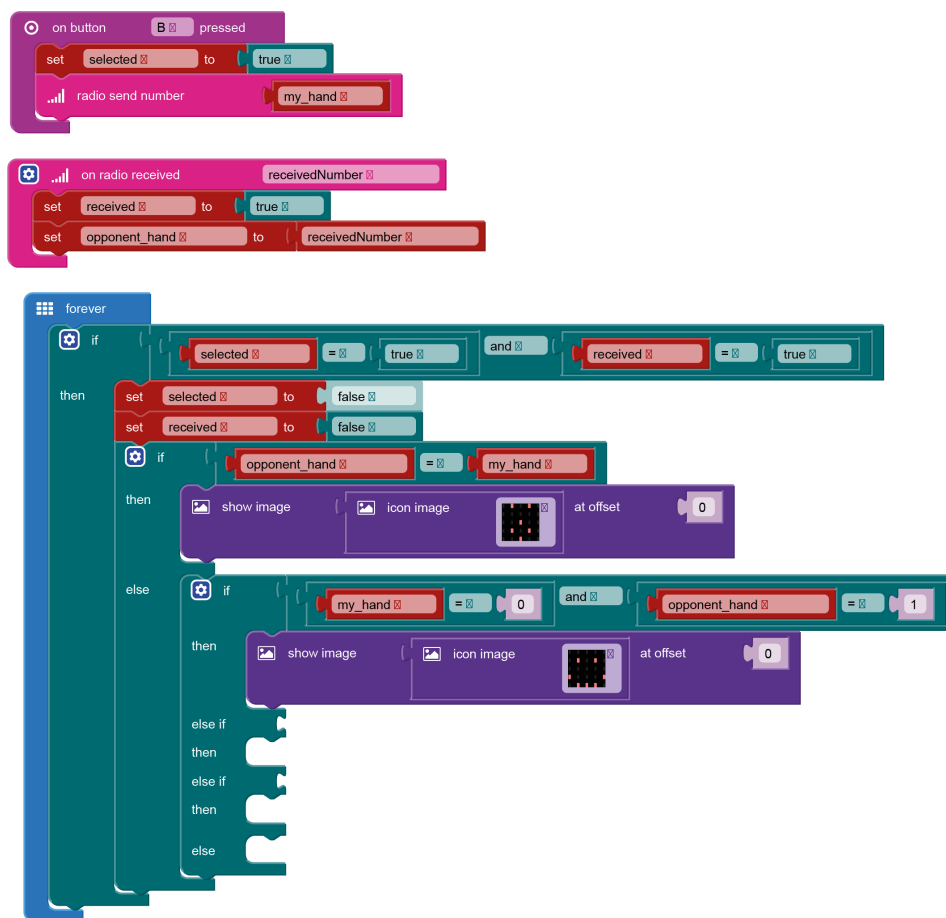 on button B pressed
set selected to true
radio send number my_hand
on radio received receivedNumber
set received to true
set opponent_hand to receivedNumber
forever
if selected = true and received = true
then set selected to false
set received to false
if opponent_hand = my_hand
then show image icon image at offset 0
else if my_hand = 0 and opponent_hand = 1
then show image icon image at offset 0
else if
then
else if
then
else